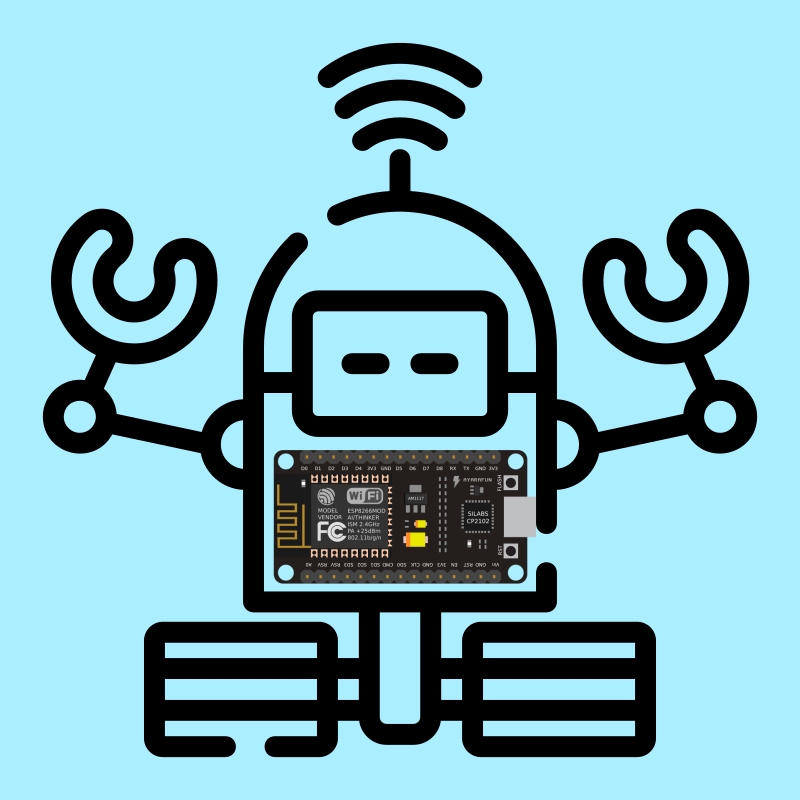 D0 D1 D2 D3 D4 3V3 GND D5 D6 D7 D8 RX TX GND 3V3
WiFi
AYARAFUN
FLASH
MODEL
VENDOR
ESP8266MOD
AI/THINKER
ISM 2.4GHz
PA +25dBm
802.11b/g/n
FC
AM1117
SILABS
CP2102
RST
A0 RSV RSV SD3 SD2 SD1 CMD SD0 CLK GND 3V3 EN RST GND Vin